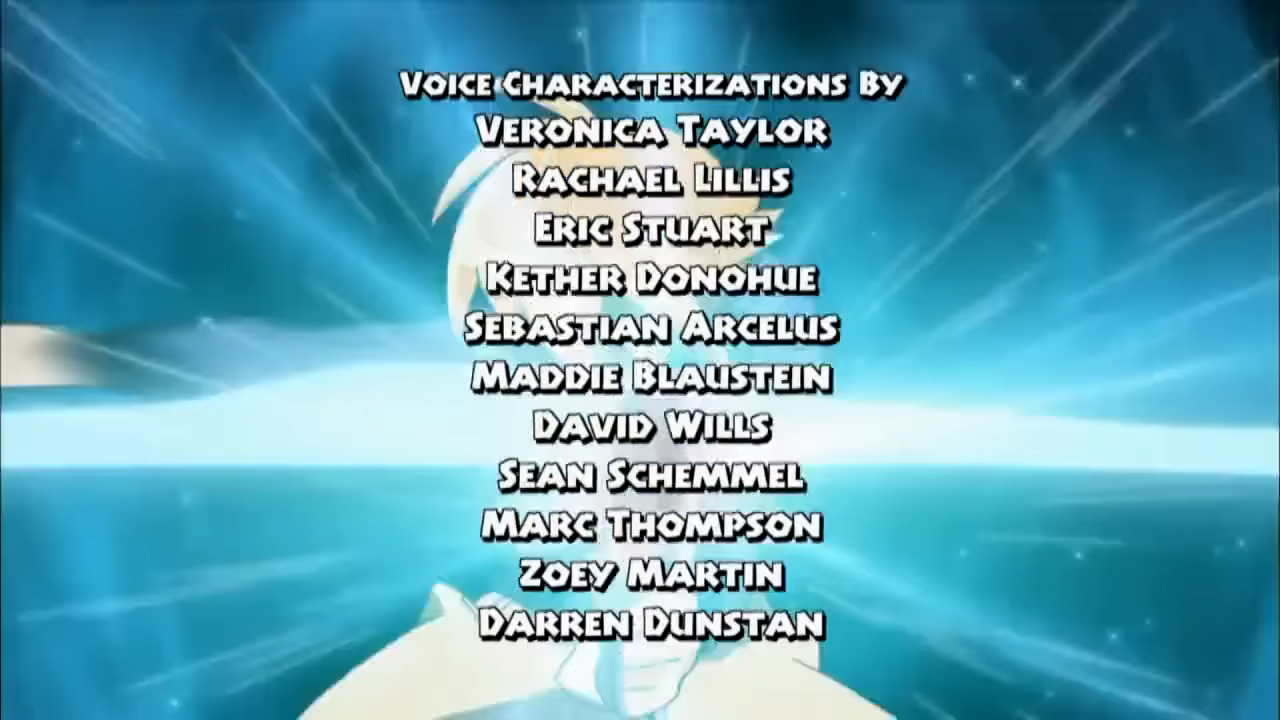 Voice Characterizations By
Veronica Taylor
Rachael Lillis
Eric Stuart
Kether Donohue
Sebastian Arcelus
Maddie Blaustein
David Wills
Sean Schemmel
Marc Thompson
Zoey Martin
Darren Dunstan